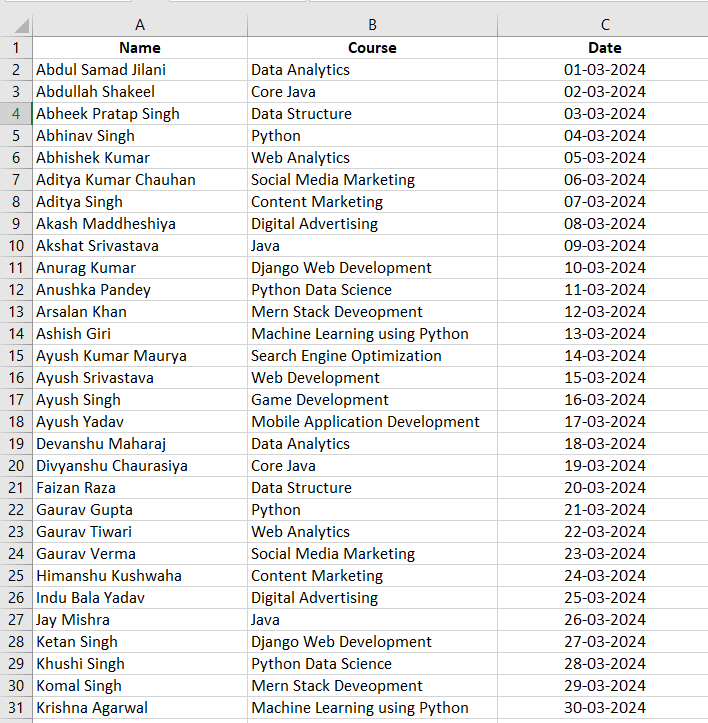 A B C
1 Name Course Date
2 Abdul Samad Jilani Data Analytics 01-03-2024
3 Abdullah Shakeel Core Java 02-03-2024
4 Abheek Pratap Singh Data Structure 03-03-2024
5 Abhinav Singh Python 04-03-2024
6 Abhishek Kumar Web Analytics 05-03-2024
7 Aditya Kumar Chauhan Social Media Marketing 06-03-2024
8 Aditya Singh Content Marketing 07-03-2024
9 Akash Maddheshiya Digital Advertising 08-03-2024
10 Akshat Srivastava Java 09-03-2024
11 Anurag Kumar Django Web Development 10-03-2024
12 Anushka Pandey Python Data Science 11-03-2024
13 Arsalan Khan Mern Stack Deveopment 12-03-2024
14 Ashish Giri Machine Learning using Python 13-03-2024
15 Ayush Kumar Maurya Search Engine Optimization 14-03-2024
16 Ayush Srivastava Web Development 15-03-2024
17 Ayush Singh Game Development 16-03-2024
18 Ayush Yadav Mobile Application Development 17-03-2024
19 Devanshu Maharaj Data Analytics 18-03-2024
20 Divyanshu Chaurasiya Core Java 19-03-2024
21 Faizan Raza Data Structure 20-03-2024
22 Gaurav Gupta Python 21-03-2024
23 Gaurav Tiwari Web Analytics 22-03-2024
24 Gaurav Verma Social Media Marketing 23-03-2024
25 Himanshu Kushwaha Content Marketing 24-03-2024
26 Indu Bala Yadav Digital Advertising 25-03-2024
27 Jay Mishra Java 26-03-2024
28 Ketan Singh Django Web Development 27-03-2024
29 Khushi Singh Python Data Science 28-03-2024
30 Komal Singh Mern Stack Deveopment 29-03-2024
31 Krishna Agarwal Machine Learning using Python 30-03-2024